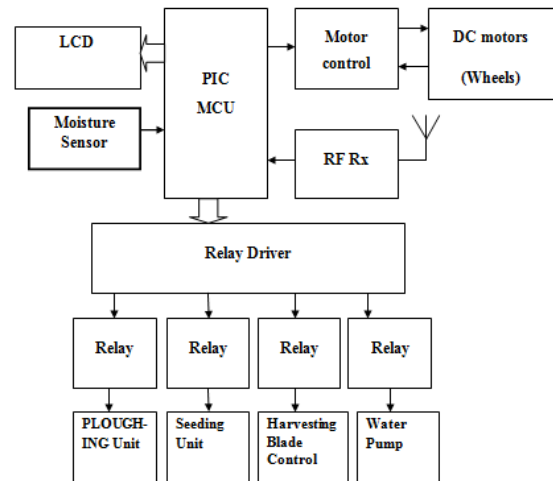 LCD
PIC
MCU
Motor
control
DC motors
(Wheels)
Moisture
Sensor
RF Rx
Relay Driver
Relay
Relay
Relay
Relay
PLOUGH-
ING Unit
Seeding
Unit
Harvesting
Blade
Control
Water
Pump